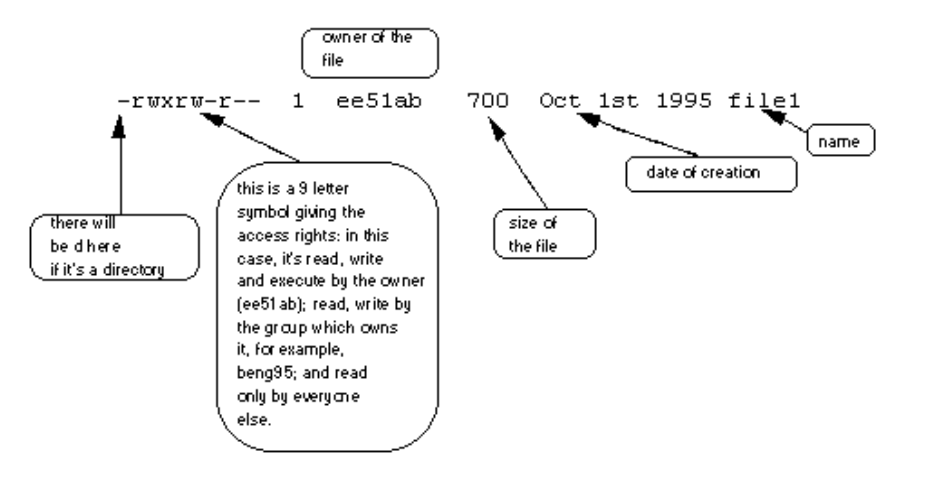 owner of the
file
-rwxrw-r-- 1 ee51ab 700 Oct 1st 1995 file1
name
date of creation
this is a 9 letter
symbol giving the
access rights: in this
case, it's read, write
and execute by the owner
(ee51ab); read, write by
the group which owns
it, for example,
beng95; and read
only by everyone
else.
there will
be d here
if it's a directory
size of
the file